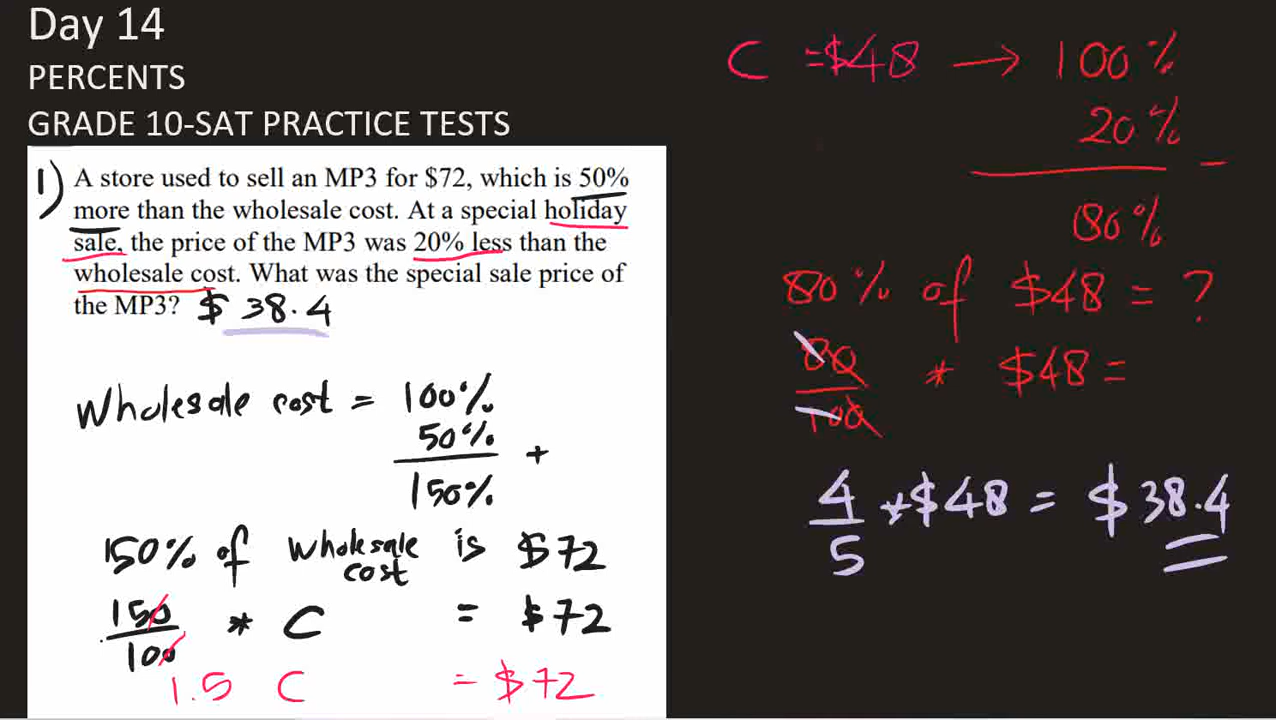 Day 14
PERCENTS
GRADE 10-SAT PRACTICE TESTS
1) A store used to sell an MP3 for $72, which is 50%
more than the wholesale cost. At a special holiday
sale, the price of the MP3 was 20% less than the
wholesale cost. What was the special sale price of
the MP3? $ 38.4
Wholesale cost = 100%
50% +
150%
150% of wholesale cost is $72
150/100 * C = $72
1.5 C = $72
C = $48 → 100%
20% -
80%
80% of $48 = ?
80/100 * $48 =
4/5 * $48 = $38.4